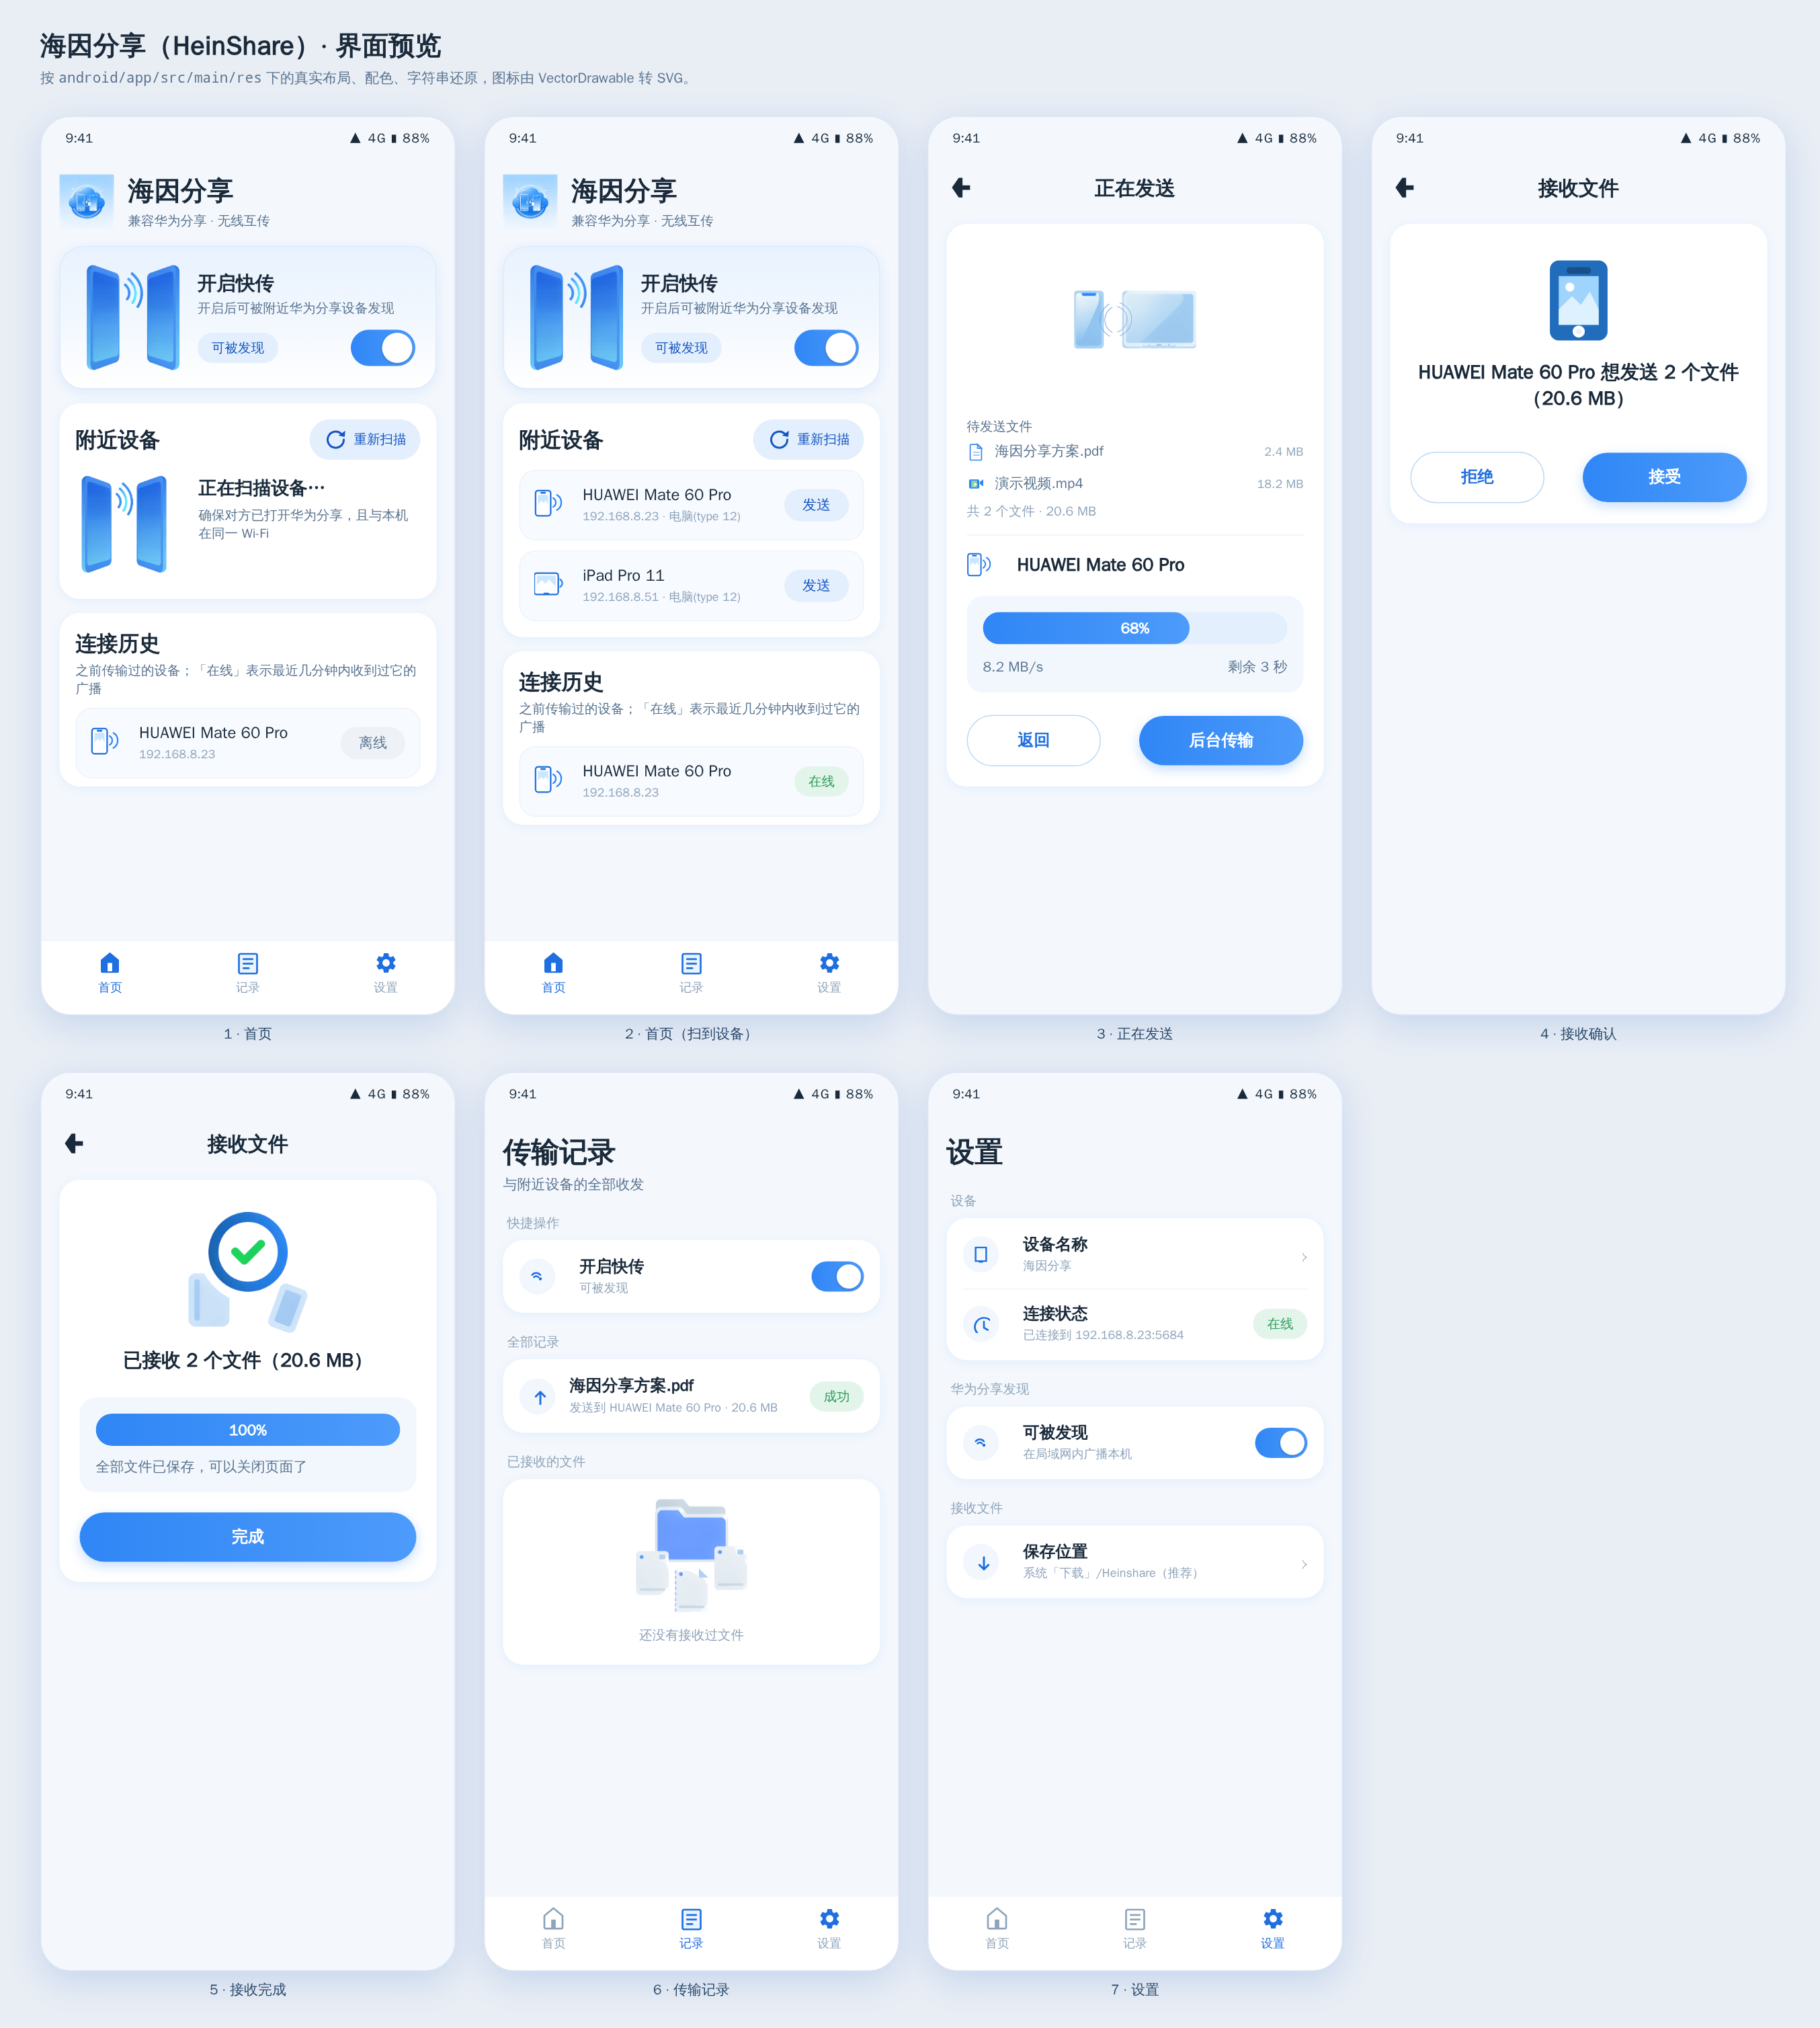 海因分享（HeinShare）· 界面预览
按 android/app/src/main/res 下的真实布局、配色、字符串还原，图标由 VectorDrawable 转 SVG。
9:41
4G 88%
海因分享
兼容华为分享 · 无线互传
开启快传
开启后可被附近华为分享设备发现
可被发现
附近设备
重新扫描
正在扫描设备…
确保对方已打开华为分享，且与本机
在同一 Wi-Fi
连接历史
之前传输过的设备；「在线」表示最近几分钟内收到过它的
广播
HUAWEI Mate 60 Pro
192.168.8.23
离线
首页
记录
设置
1 · 首页
9:41
4G 88%
海因分享
兼容华为分享 · 无线互传
开启快传
开启后可被附近华为分享设备发现
可被发现
附近设备
重新扫描
HUAWEI Mate 60 Pro
192.168.8.23 · 电脑(type 12)
发送
iPad Pro 11
192.168.8.51 · 电脑(type 12)
发送
连接历史
之前传输过的设备；「在线」表示最近几分钟内收到过它的
广播
HUAWEI Mate 60 Pro
192.168.8.23
在线
首页
记录
设置
2 · 首页（扫到设备）
9:41
4G 88%
正在发送
待发送文件
海因分享方案.pdf
2.4 MB
演示视频.mp4
18.2 MB
共 2 个文件 · 20.6 MB
HUAWEI Mate 60 Pro
68%
8.2 MB/s
剩余 3 秒
返回
后台传输
3 · 正在发送
9:41
4G 88%
接收文件
HUAWEI Mate 60 Pro 想发送 2 个文件
（20.6 MB）
拒绝
接受
4 · 接收确认
9:41
4G 88%
接收文件
已接收 2 个文件（20.6 MB）
100%
全部文件已保存，可以关闭页面了
完成
5 · 接收完成
9:41
4G 88%
传输记录
与附近设备的全部收发
快捷操作
开启快传
可被发现
全部记录
海因分享方案.pdf
发送到 HUAWEI Mate 60 Pro · 20.6 MB
成功
已接收的文件
还没有接收过文件
首页
记录
设置
6 · 传输记录
9:41
4G 88%
设置
设备
设备名称
海因分享
连接状态
已连接到 192.168.8.23:5684
在线
华为分享发现
可被发现
在局域网内广播本机
接收文件
保存位置
系统「下载」/Heinshare（推荐）
首页
记录
设置
7 · 设置